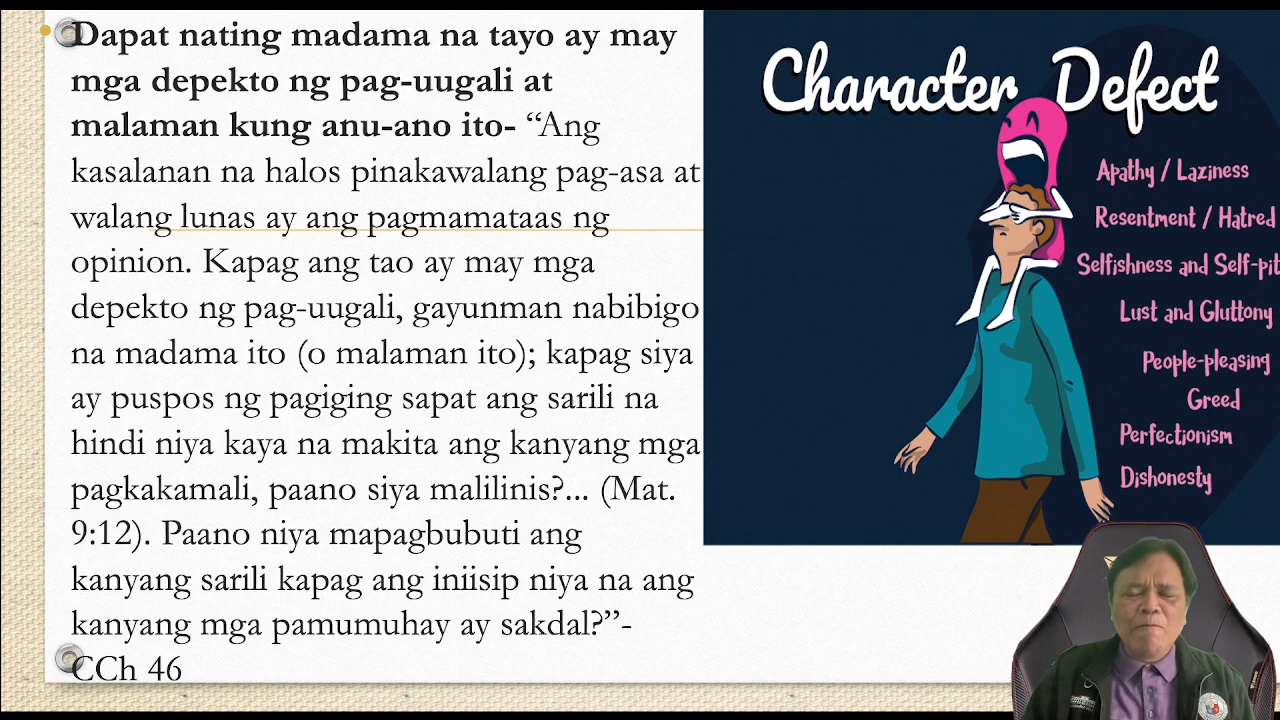 Dapat nating madama na tayo ay may
mga depekto ng pag-uugali at
malaman kung anu-ano ito- “Ang
kasalanan na halos pinakawalang pag-asa at
walang lunas ay ang pagmamataas ng
opinion. Kapag ang tao ay may mga
depekto ng pag-uugali, gayunman nabibigo
na madama ito (o malaman ito); kapag siya
ay puspos ng pagiging sapat ang sarili na
hindi niya kaya na makita ang kanyang mga
pagkakamali, paano siya malilinis?... (Mat.
9:12). Paano niya mapagbubuti ang
kanyang sarili kapag ang iniisip niya na ang
kanyang mga pamumuhay ay sakdal?”-
CCh 46
Character Defect
Apathy / Laziness
Resentment / Hatred
Selfishness and Self-pit
Lust and Gluttony
People-pleasing
Greed
Perfectionism
Dishonesty